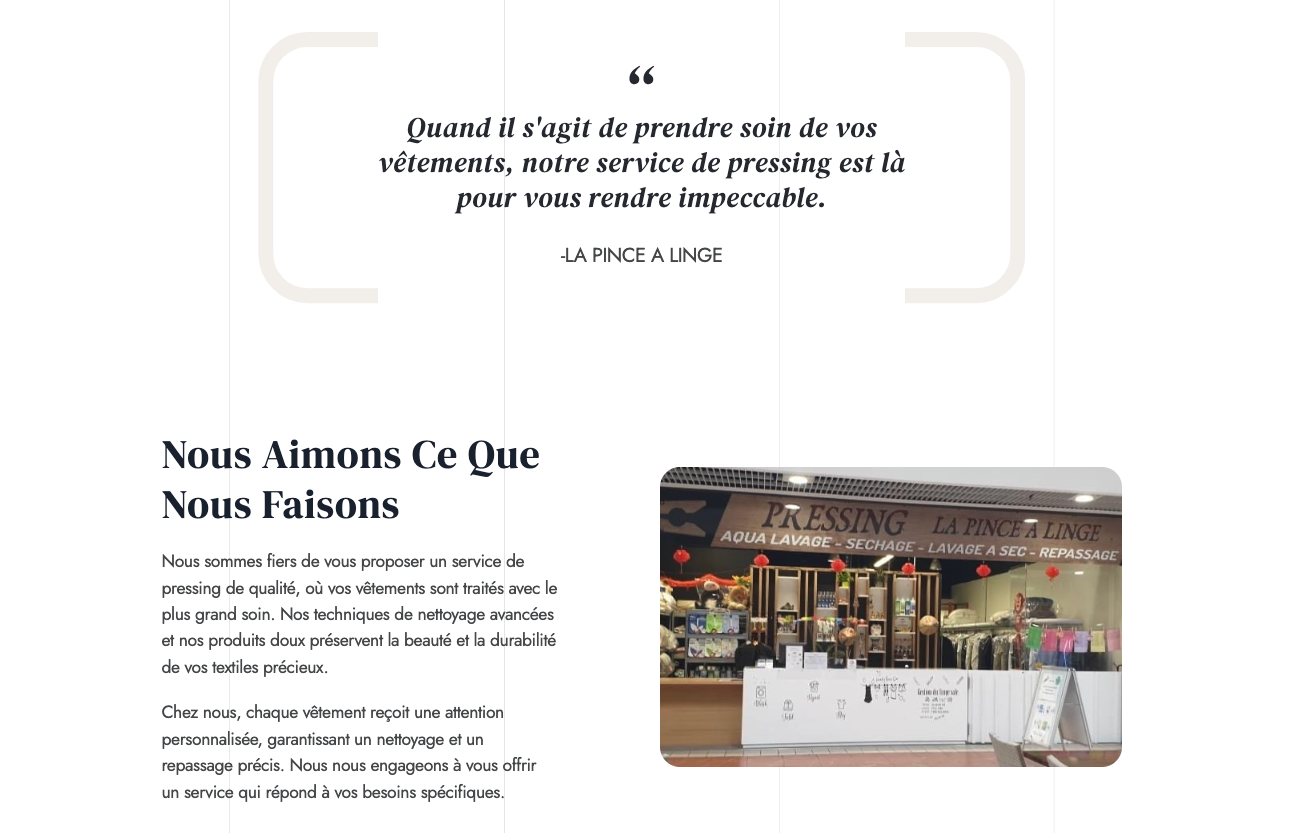 “
Quand il s'agit de prendre soin de vos
vêtements, notre service de pressing est là
pour vous rendre impeccable.
-LA PINCE A LINGE
Nous Aimons Ce Que
Nous Faisons
Nous sommes fiers de vous proposer un service de
pressing de qualité, où vos vêtements sont traités avec le
plus grand soin. Nos techniques de nettoyage avancées
et nos produits doux préservent la beauté et la durabilité
de vos textiles précieux.
Chez nous, chaque vêtement reçoit une attention
personnalisée, garantissant un nettoyage et un
repassage précis. Nous nous engageons à vous offrir
un service qui répond à vos besoins spécifiques.
PRESSING LA PINCE A LINGE
AQUA LAVAGE - SECHAGE - LAVAGE A SEC - REPASSAGE